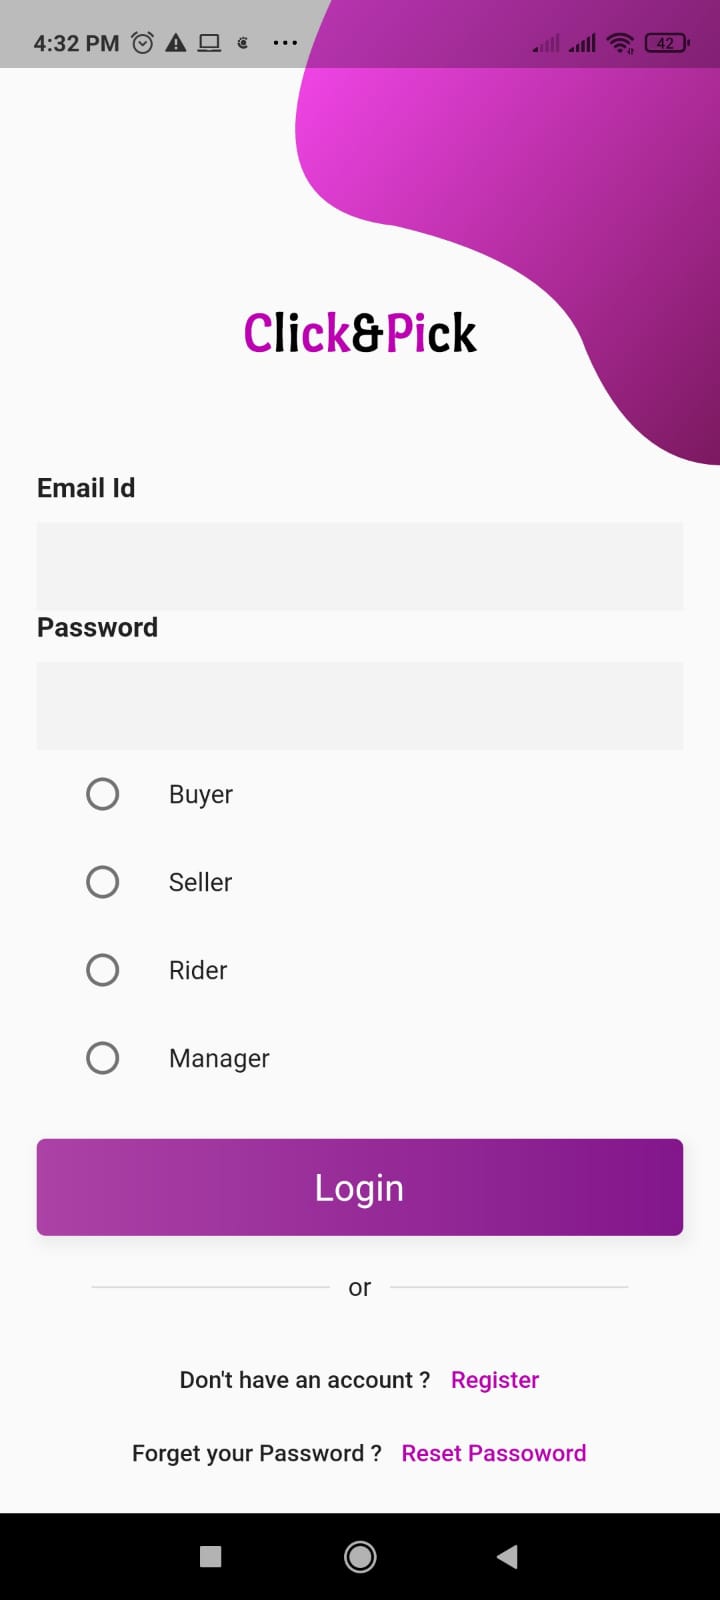 4:32 PM
42
Click&Pick
Email Id
Password
Buyer
Seller
Rider
Manager
Login
or
Don't have an account ? Register
Forget your Password ? Reset Passoword